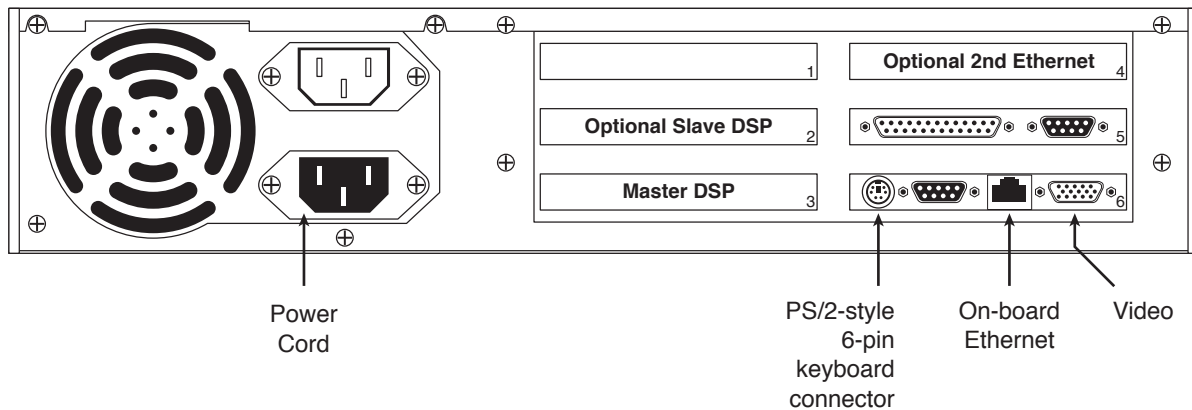 1
Optional 2nd Ethernet 4
Optional Slave DSP 2
5
Master DSP 3
6
Power
Cord
PS/2-style
6-pin
keyboard
connector
On-board
Ethernet
Video